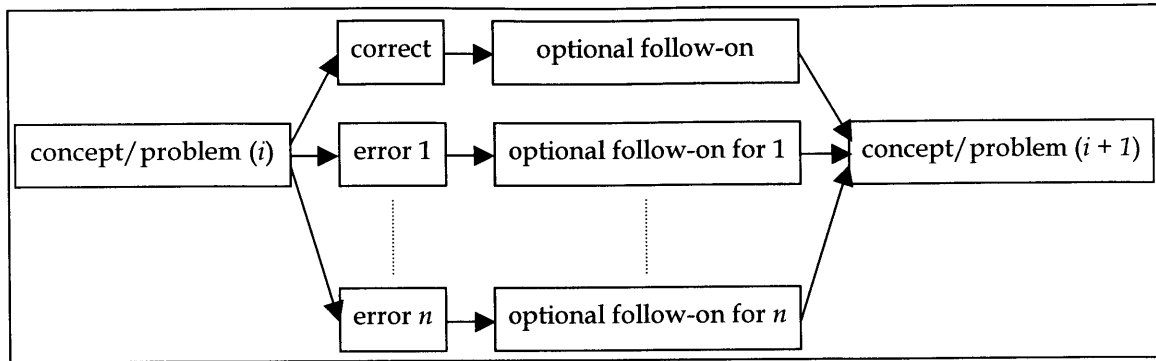 correct
optional follow-on
concept/problem (i)
error 1
optional follow-on for 1
concept/problem (i + 1)
error n
optional follow-on for n